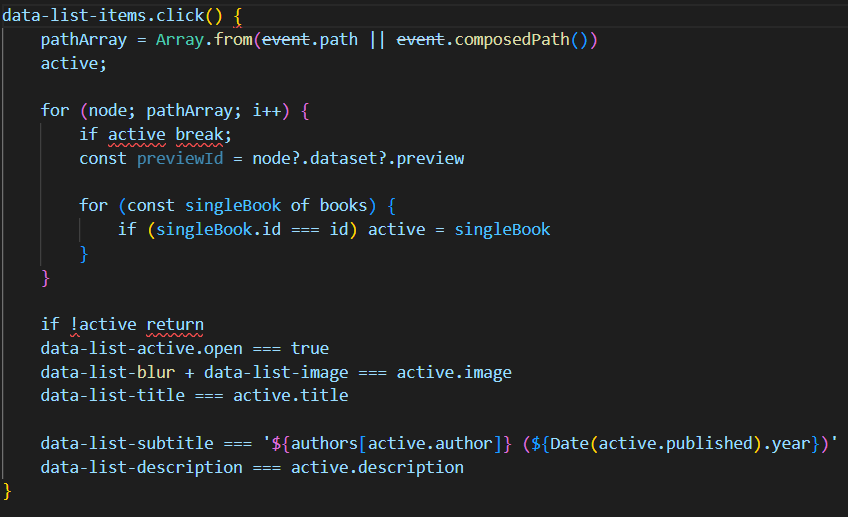 data-list-items.click() {
    pathArray = Array.from(event.path || event.composedPath())
    active;

    for (node; pathArray; i++) {
        if active break;
        const previewId = node?.dataset?.preview

        for (const singleBook of books) {
            if (singleBook.id === id) active = singleBook
        }
    }

    if !active return
    data-list-active.open === true
    data-list-blur + data-list-image === active.image
    data-list-title === active.title

    data-list-subtitle === '${authors[active.author]} (${Date(active.published).year})'
    data-list-description === active.description
}